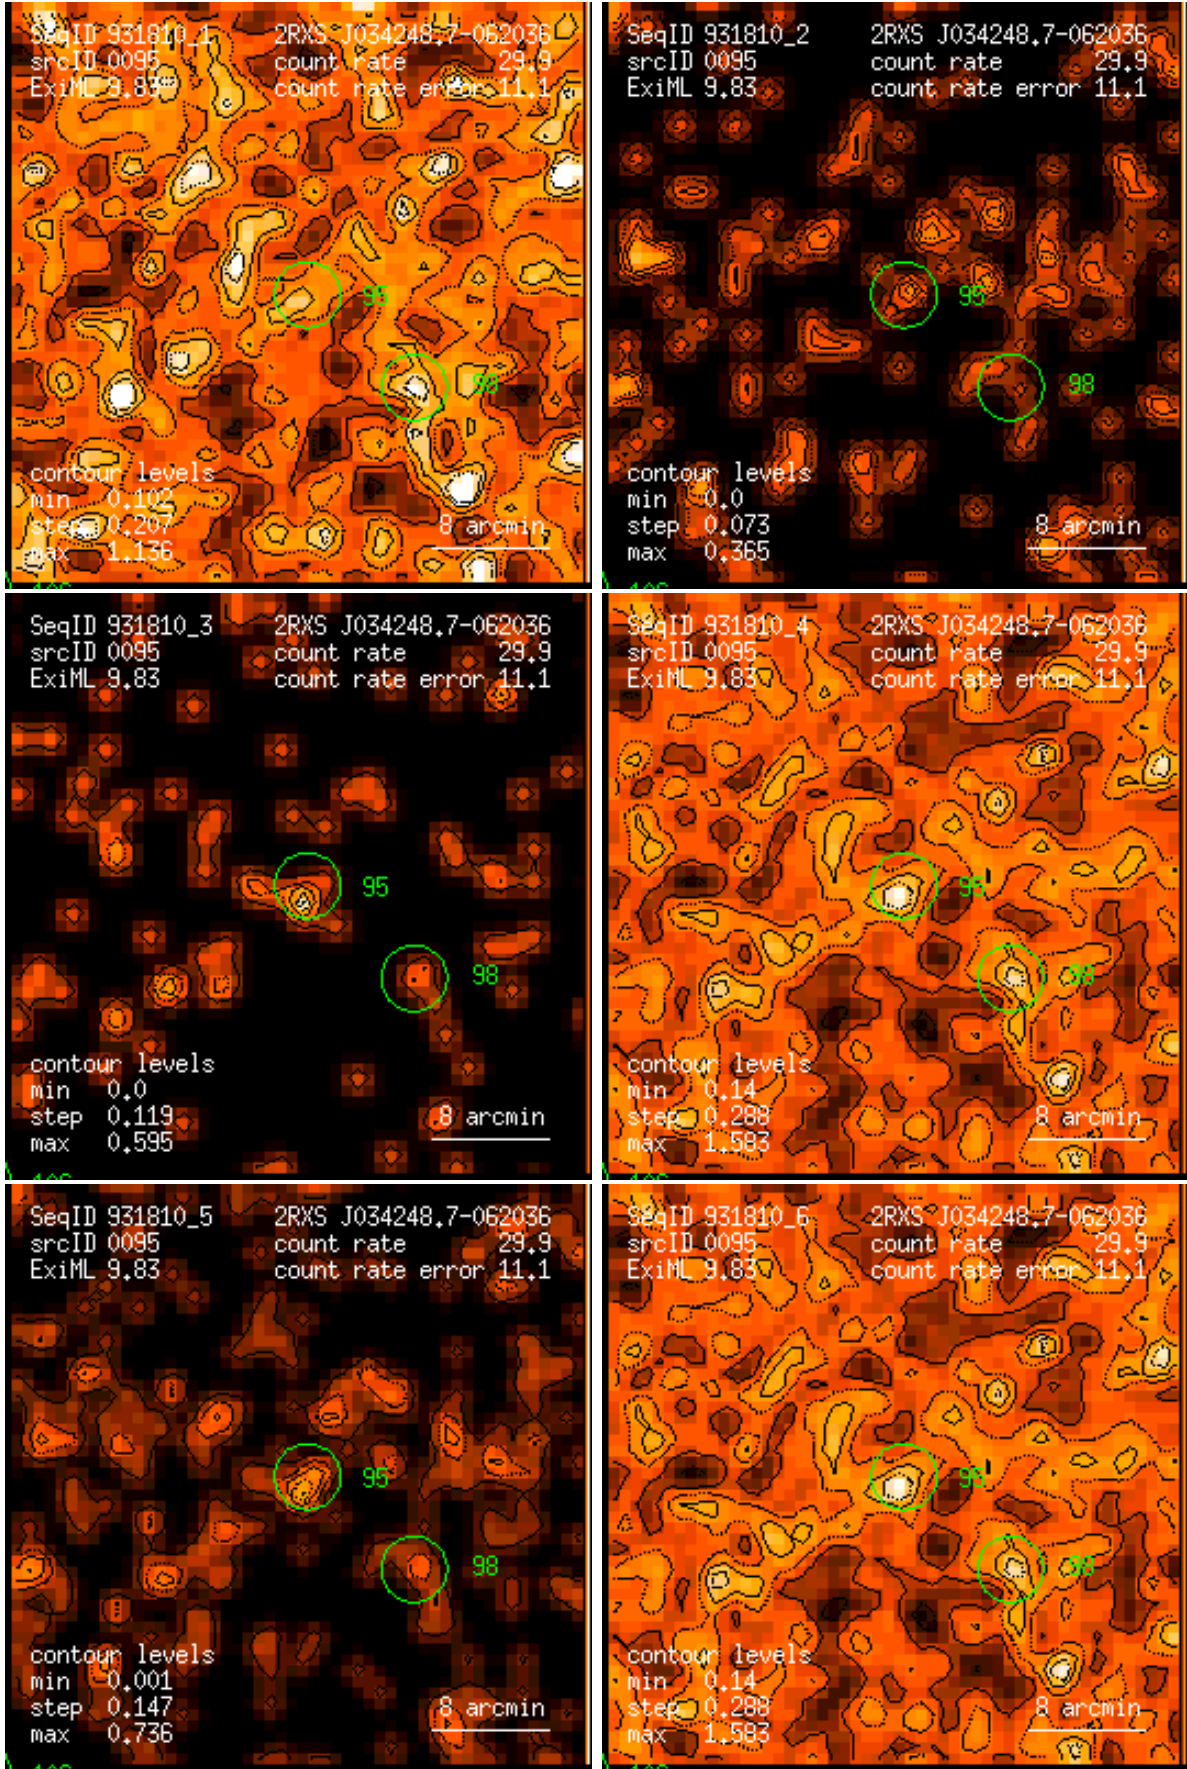 SeqID 931810_1 2RXS J034248.7-062036
srcID 0095 count rate 29.9
ExiML 9.83 count rate error 11.1
95
98
contour levels
min 0.102
step 0.207
max 1.136
8 arcmin
SeqID 931810_2 2RXS J034248.7-062036
srcID 0095 count rate 29.9
ExiML 9.83 count rate error 11.1
95
98
contour levels
min 0.0
step 0.073
max 0.365
8 arcmin
SeqID 931810_3 2RXS J034248.7-062036
srcID 0095 count rate 29.9
ExiML 9.83 count rate error 11.1
95
98
contour levels
min 0.0
step 0.119
max 0.595
8 arcmin
SeqID 931810_4 2RXS J034248.7-062036
srcID 0095 count rate 29.9
ExiML 9.83 count rate error 11.1
95
98
contour levels
min 0.14
step 0.288
max 1.583
8 arcmin
SeqID 931810_5 2RXS J034248.7-062036
srcID 0095 count rate 29.9
ExiML 9.83 count rate error 11.1
95
98
contour levels
min 0.001
step 0.147
max 0.736
8 arcmin
SeqID 931810_6 2RXS J034248.7-062036
srcID 0095 count rate 29.9
ExiML 9.83 count rate error 11.1
95
98
contour levels
min 0.14
step 0.288
max 1.583
8 arcmin